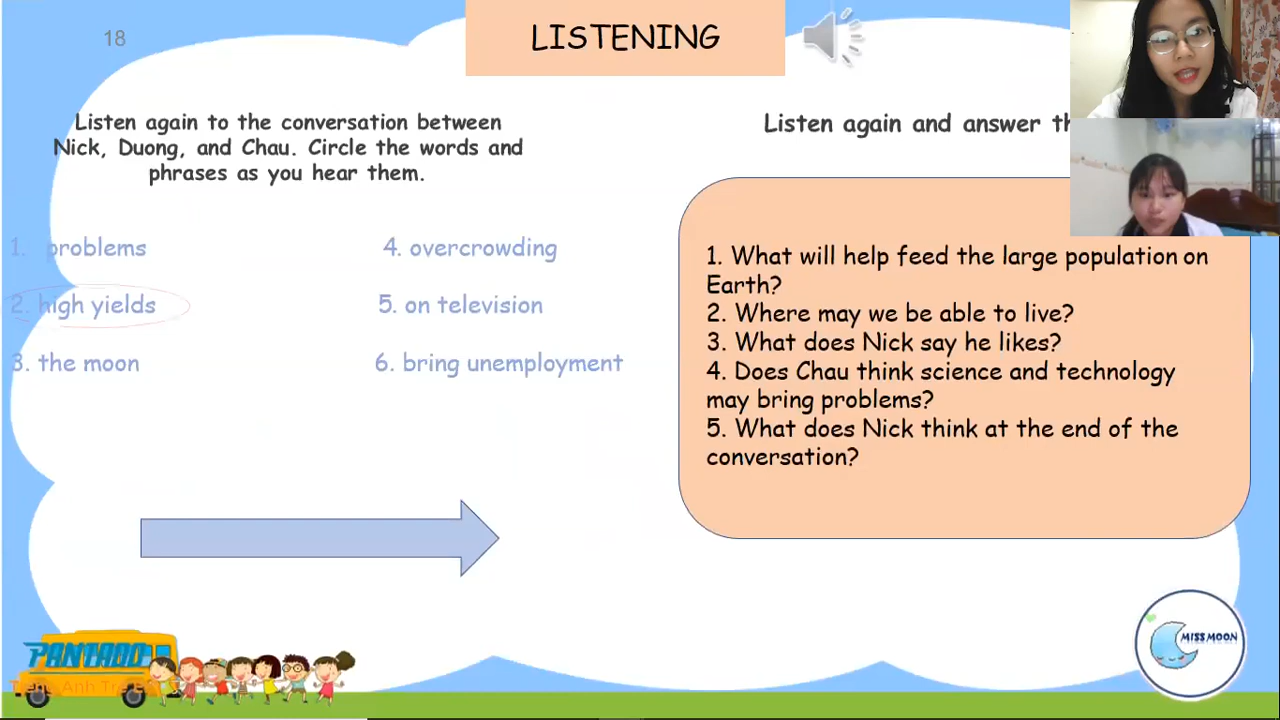 18
LISTENING
Listen again to the conversation between
Nick, Duong, and Chau. Circle the words and
phrases as you hear them.
1. problems
2. high yields
3. the moon
4. overcrowding
5. on television
6. bring unemployment
Listen again and answer
1. What will help feed the large population on
Earth?
2. Where may we be able to live?
3. What does Nick say he likes?
4. Does Chau think science and technology
may bring problems?
5. What does Nick think at the end of the
conversation?
PANTADO
MISS MOON